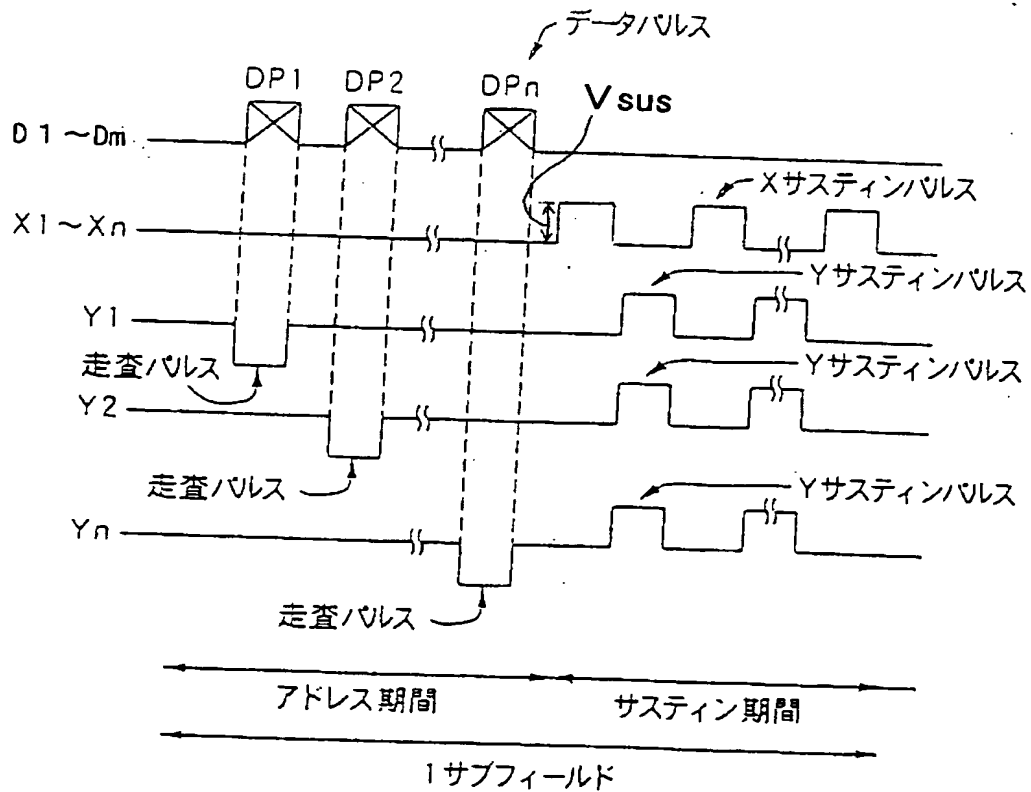 データパルス
DP1 DP2 DPn
Vsus
D1～Dm
Xサスティンパルス
X1～Xn
Yサスティンパルス
Y1
走査パルス
Yサスティンパルス
Y2
走査パルス
Yサスティンパルス
Yn
走査パルス
アドレス期間 サスティン期間
1サブフィールド